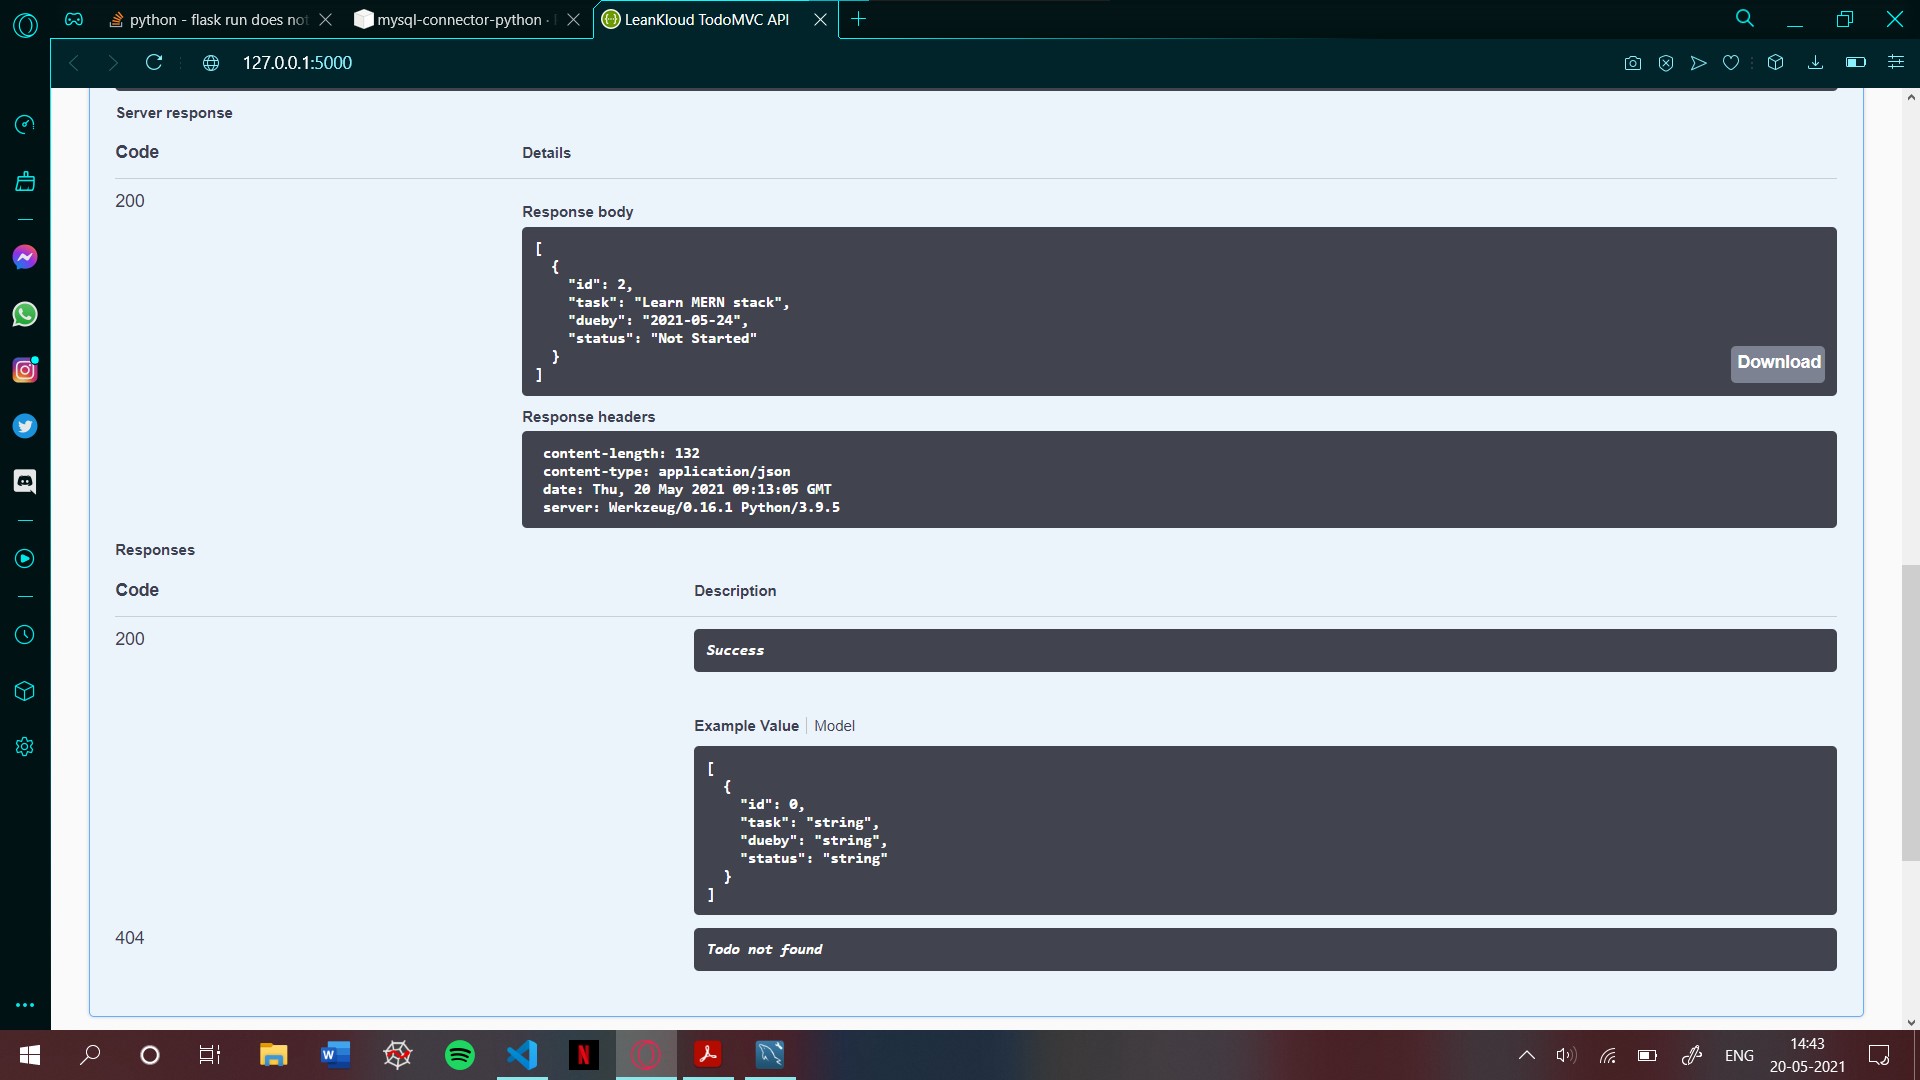 python - flask run does not
mysql-connector-python ·
LeanKloud TodoMVC API
127.0.0.1:5000
Server response
Code
Details
200
Response body
[
{
"id": 2,
"task": "Learn MERN stack",
"dueby": "2021-05-24",
"status": "Not Started"
}
]
Download
Response headers
content-length: 132
content-type: application/json
date: Thu, 20 May 2021 09:13:05 GMT
server: Werkzeug/0.16.1 Python/3.9.5
Responses
Code
Description
200
Success
Example Value
Model
[
{
"id": 0,
"task": "string",
"dueby": "string",
"status": "string"
}
]
404
Todo not found
ENG
14:43
20-05-2021